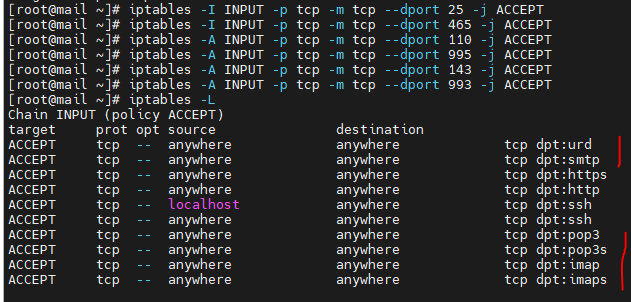 [root@mail ~]# iptables -I INPUT -p tcp -m tcp --dport 25 -j ACCEPT
[root@mail ~]# iptables -I INPUT -p tcp -m tcp --dport 465 -j ACCEPT
[root@mail ~]# iptables -A INPUT -p tcp -m tcp --dport 110 -j ACCEPT
[root@mail ~]# iptables -A INPUT -p tcp -m tcp --dport 995 -j ACCEPT
[root@mail ~]# iptables -A INPUT -p tcp -m tcp --dport 143 -j ACCEPT
[root@mail ~]# iptables -A INPUT -p tcp -m tcp --dport 993 -j ACCEPT
[root@mail ~]# iptables -L
Chain INPUT (policy ACCEPT)
target prot opt source destination
ACCEPT tcp -- anywhere anywhere tcp dpt:urd
ACCEPT tcp -- anywhere anywhere tcp dpt:smtp
ACCEPT tcp -- anywhere anywhere tcp dpt:https
ACCEPT tcp -- anywhere anywhere tcp dpt:http
ACCEPT tcp -- localhost anywhere tcp dpt:ssh
ACCEPT tcp -- anywhere anywhere tcp dpt:ssh
ACCEPT tcp -- anywhere anywhere tcp dpt:pop3
ACCEPT tcp -- anywhere anywhere tcp dpt:pop3s
ACCEPT tcp -- anywhere anywhere tcp dpt:imap
ACCEPT tcp -- anywhere anywhere tcp dpt:imaps